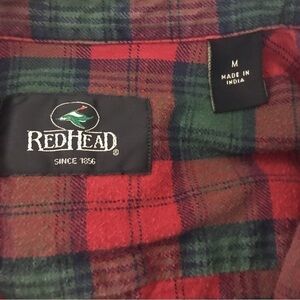 REDHEAD®
SINCE 1856
M
MADE IN
INDIA